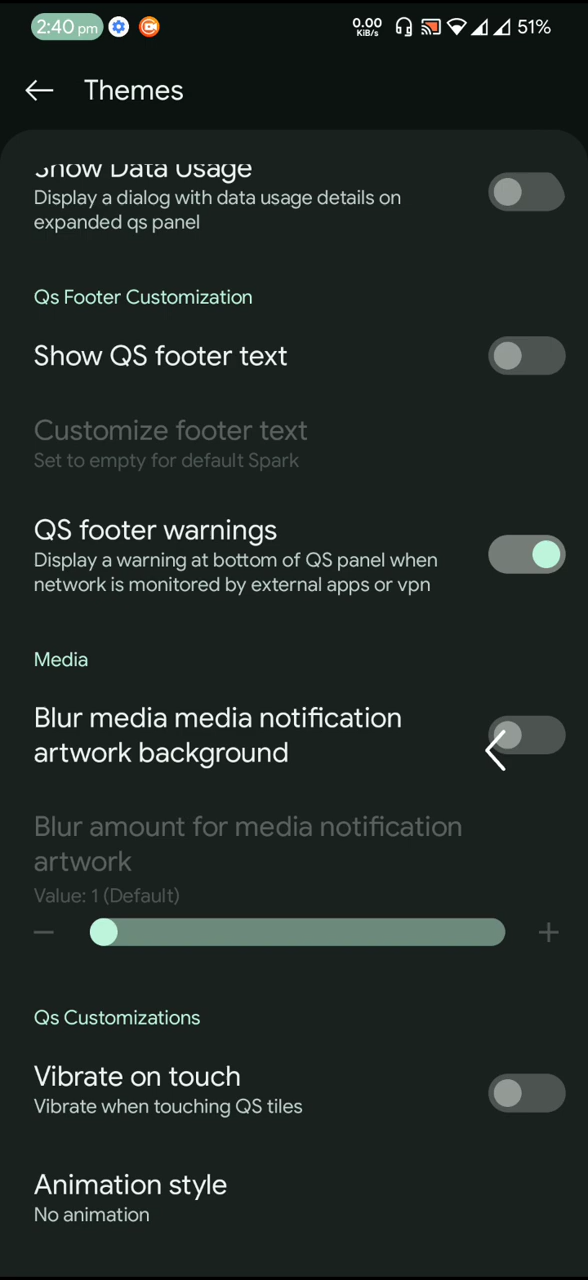 2:40 pm
0.00
KiB/s
51%
Themes
Show Data Usage
Display a dialog with data usage details on
expanded qs panel
Qs Footer Customization
Show QS footer text
Customize footer text
Set to empty for default Spark
QS footer warnings
Display a warning at bottom of QS panel when
network is monitored by external apps or vpn
Media
Blur media media notification
artwork background
Blur amount for media notification
artwork
Value: 1 (Default)
Qs Customizations
Vibrate on touch
Vibrate when touching QS tiles
Animation style
No animation